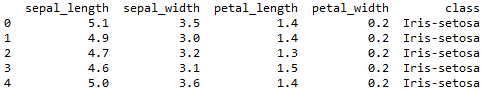 sepal_length sepal_width petal_length petal_width class
0 5.1 3.5 1.4 0.2 Iris-setosa
1 4.9 3.0 1.4 0.2 Iris-setosa
2 4.7 3.2 1.3 0.2 Iris-setosa
3 4.6 3.1 1.5 0.2 Iris-setosa
4 5.0 3.6 1.4 0.2 Iris-setosa